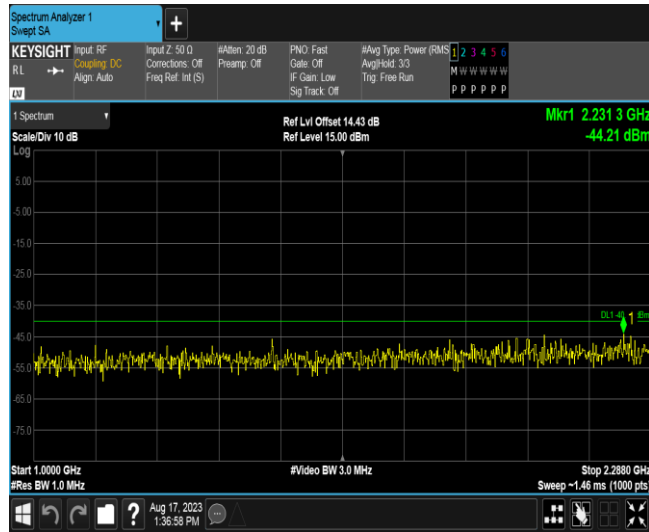 Spectrum Analyzer 1
Swept SA
+
KEYSIGHT
RL
LXI
Input: RF
Coupling: DC
Align: Auto
Input Z: 50 Ω
Corrections: Off
Freq Ref: Int (S)
#Atten: 20 dB
Preamp: Off
PNO: Fast
Gate: Off
IF Gain: Low
Sig Track: Off
#Avg Type: Power (RMS
Avg|Hold: 3/3
Trig: Free Run
1 2 3 4 5 6
M W W W W W
P P P P P P
1 Spectrum
Scale/Div 10 dB
Ref Lvl Offset 14.43 dB
Ref Level 15.00 dBm
Mkr1 2.231 3 GHz
-44.21 dBm
Log
5.00
-5.00
-15.0
-25.0
-35.0
DL1 -40 dBm
1
-45.0
-55.0
-65.0
-75.0
Start 1.0000 GHz
#Video BW 3.0 MHz
Stop 2.2880 GHz
#Res BW 1.0 MHz
Sweep ~1.46 ms (1000 pts)
?
Aug 17, 2023
1:36:58 PM